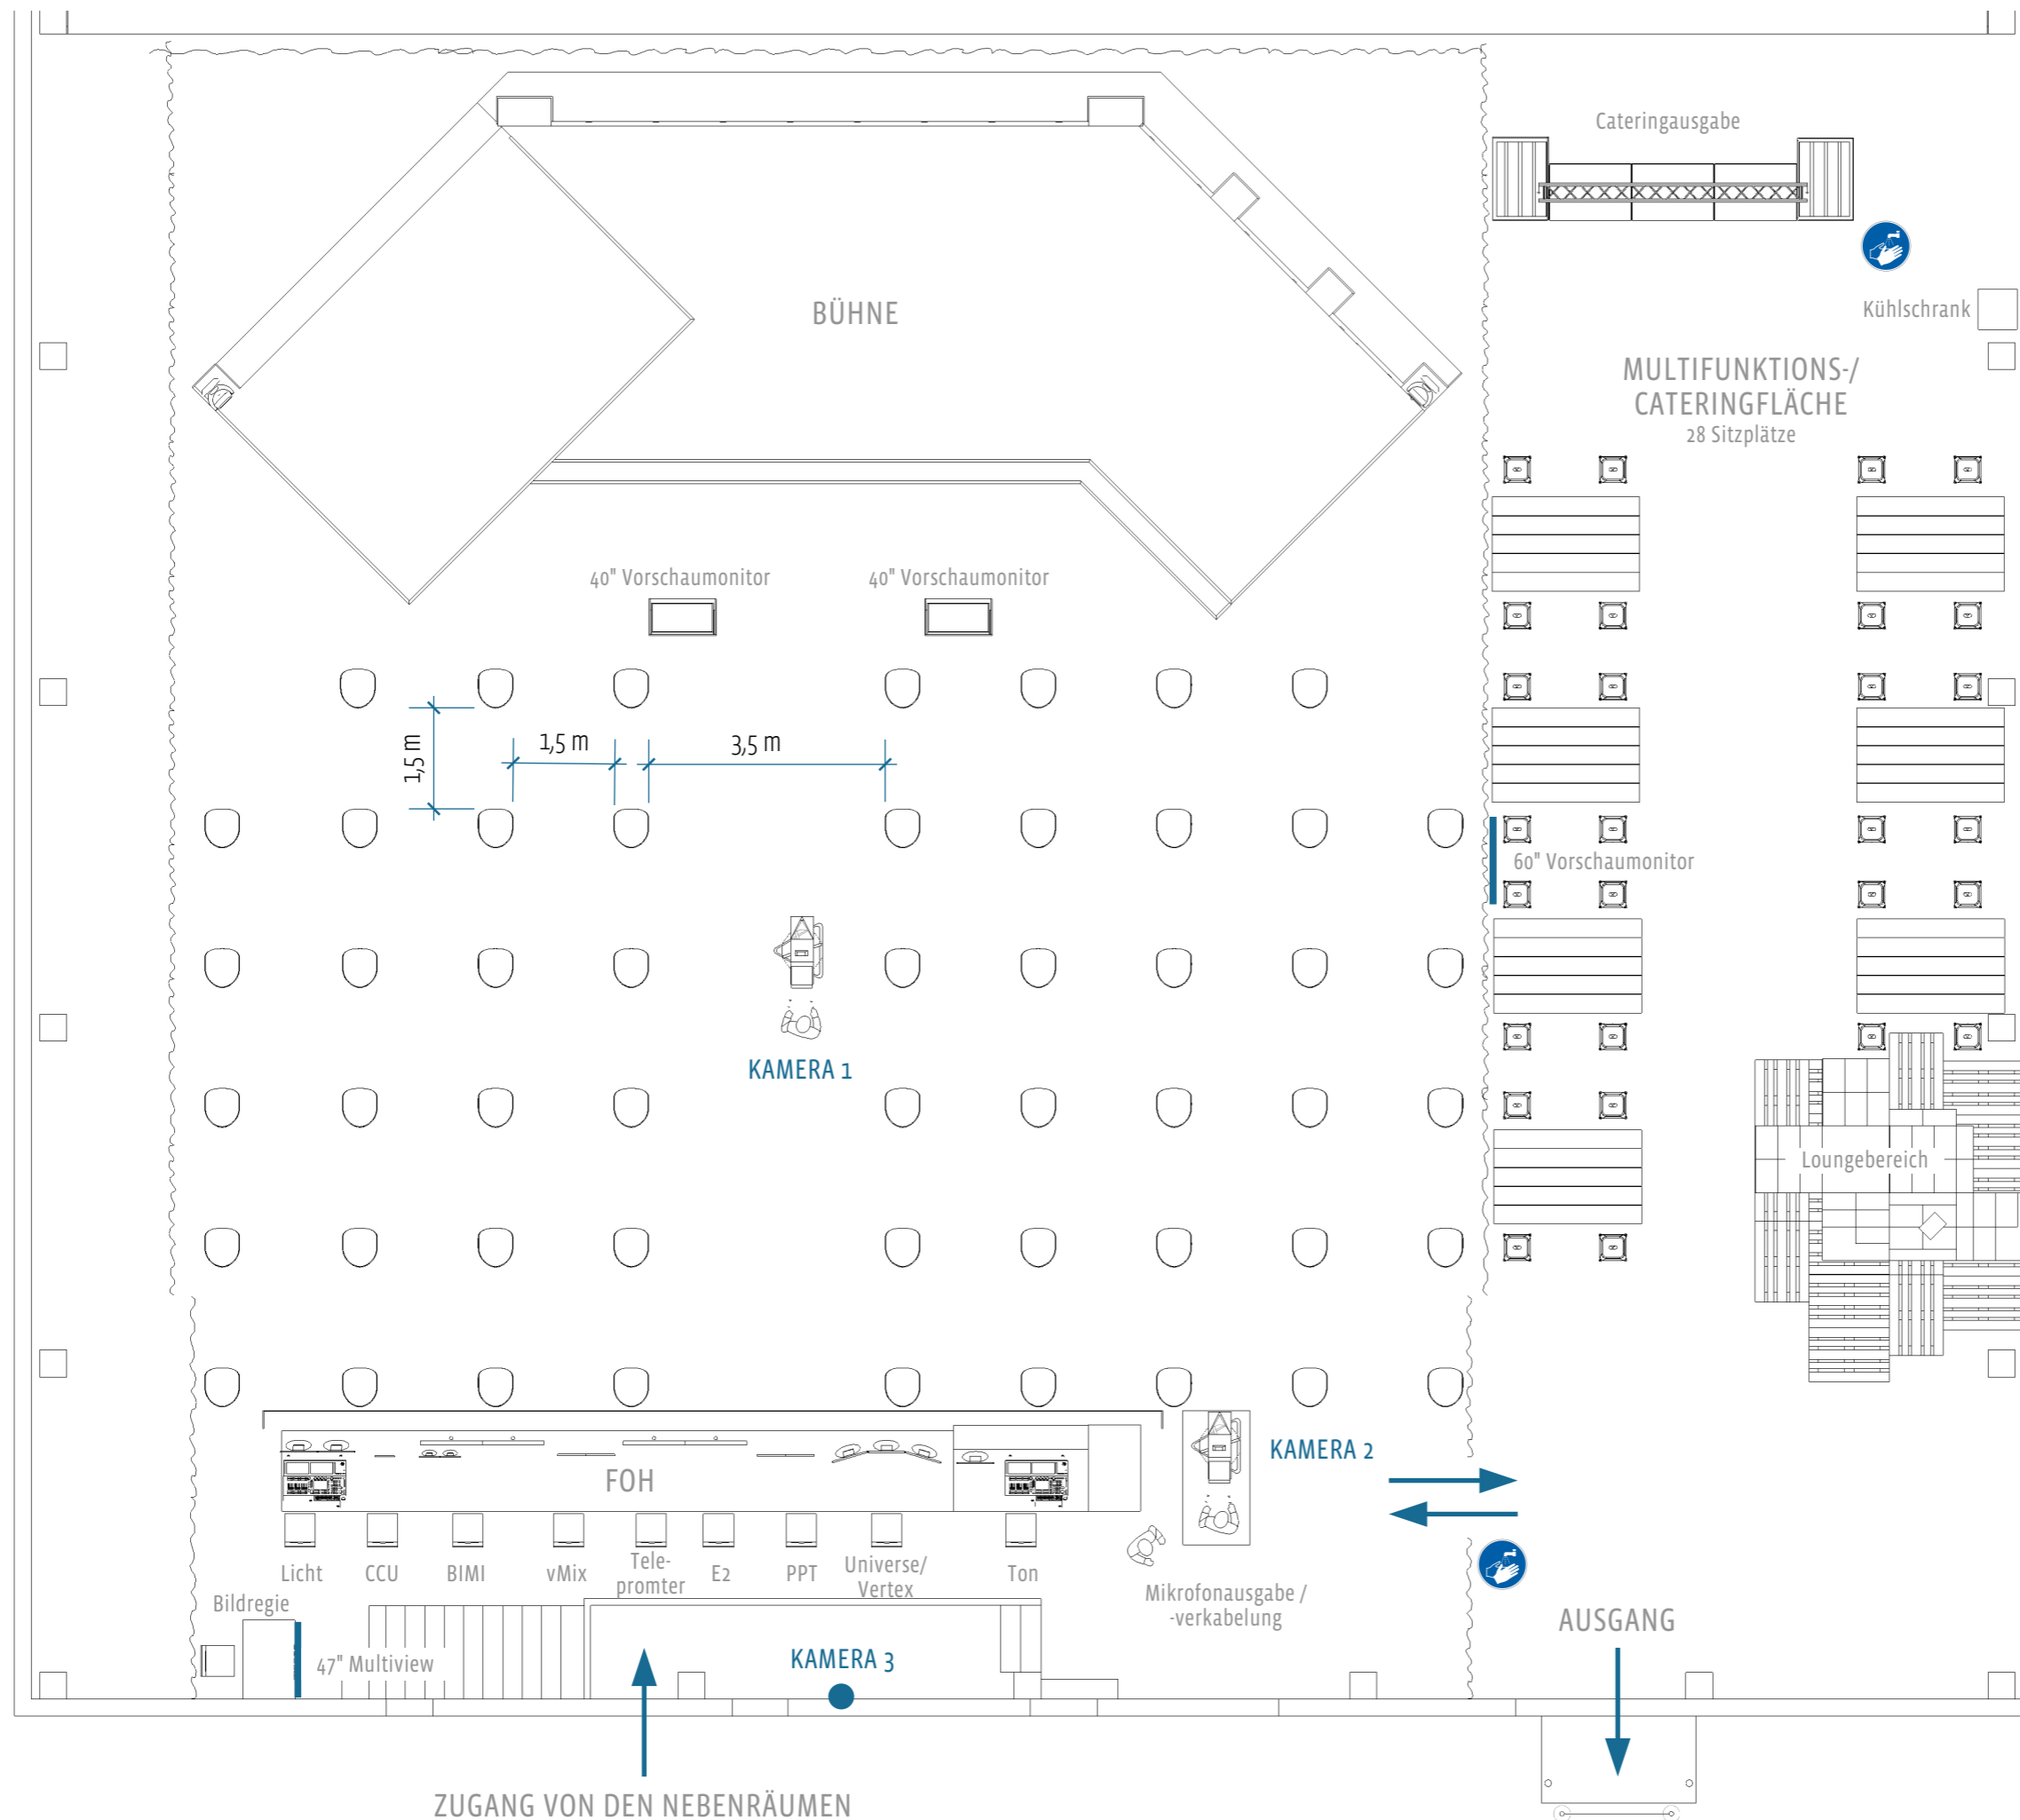 Cateringausgabe
BÜHNE
Kühlschrank
MULTIFUNKTIONS-/
CATERINGFLÄCHE
28 Sitzplätze
40" Vorschaumonitor
40" Vorschaumonitor
1,5 m
1,5 m
3,5 m
60" Vorschaumonitor
KAMERA 1
Loungebereich
KAMERA 2
FOH
Licht
CCU
BIMI
vMix
Tele-
promter
E2
PPT
Universe/
Vertex
Ton
Bildregie
Mikrofonausgabe /
-verkabelung
AUSGANG
47" Multiview
KAMERA 3
ZUGANG VON DEN NEBENRÄUMEN